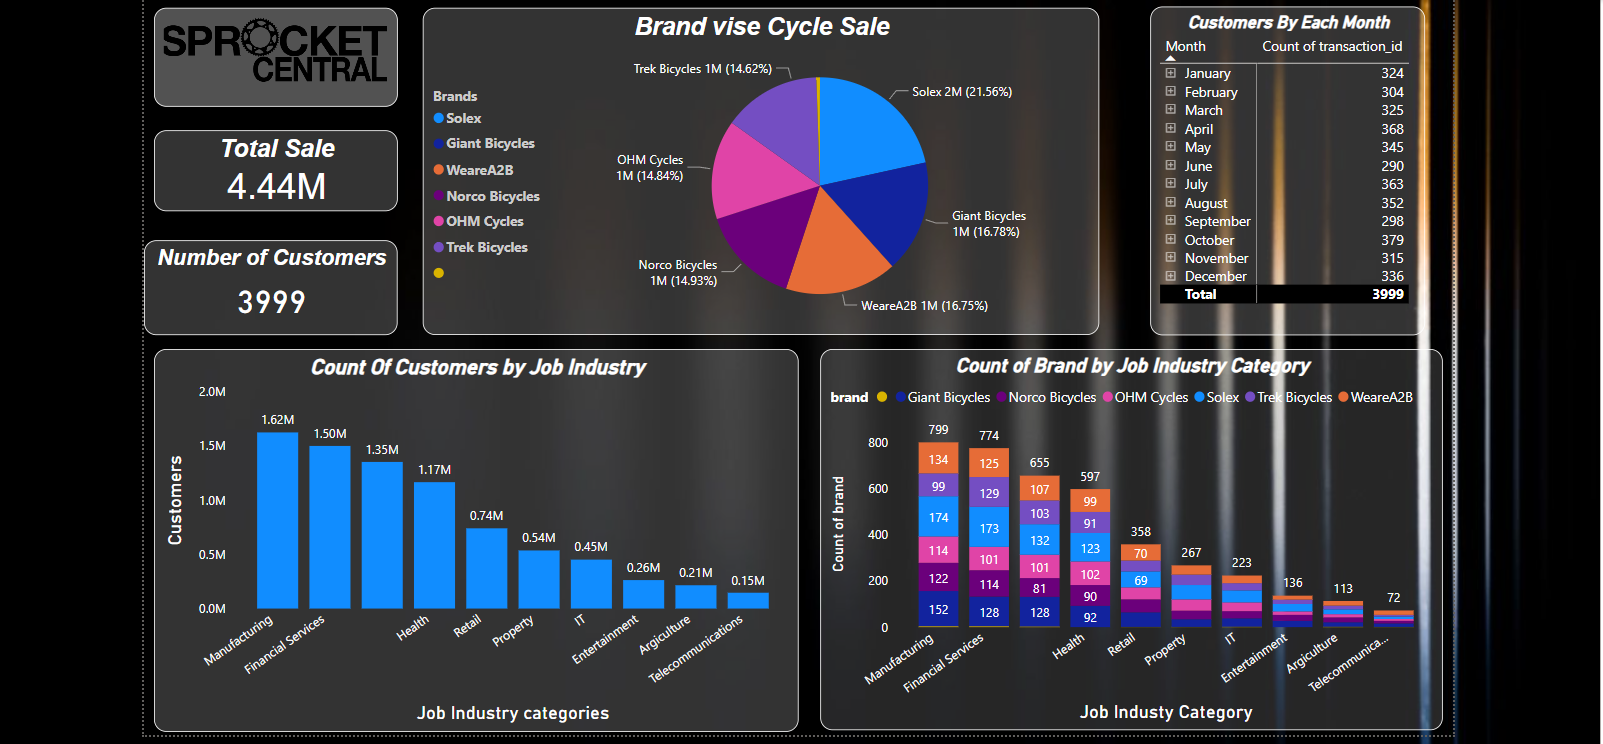 SPROCKET
CENTRAL
Total Sale
4.44M
Number of Customers
3999
Brand vise Cycle Sale
Brands
Solex
Giant Bicycles
WeareA2B
Norco Bicycles
OHM Cycles
Trek Bicycles
Trek Bicycles 1M (14.62%)
Solex 2M (21.56%)
OHM Cycles
1M (14.84%)
Giant Bicycles
1M (16.78%)
Norco Bicycles
1M (14.93%)
WeareA2B 1M (16.75%)
Customers By Each Month
Month Count of transaction_id
January 324
February 304
March 325
April 368
May 345
June 290
July 363
August 352
September 298
October 379
November 315
December 336
Total 3999
Count Of Customers by Job Industry
Customers
2.0M
1.5M
1.0M
0.5M
0.0M
1.62M
1.50M
1.35M
1.17M
0.74M
0.54M
0.45M
0.26M
0.21M
0.15M
Manufacturing
Financial Services
Health
Retail
Property
IT
Entertainment
Argiculture
Telecommunications
Job Industry categories
Count of Brand by Job Industry Category
brand Giant Bicycles Norco Bicycles OHM Cycles Solex Trek Bicycles WeareA2B
Count of brand
800
600
400
200
0
799
134
99
174
114
122
152
774
125
129
173
101
114
128
655
107
103
132
101
81
128
597
99
91
123
102
90
92
358
70
69
267
223
136
113
72
Manufacturing
Financial Services
Health
Retail
Property
IT
Entertainment
Argiculture
Telecommunica...
Job Industy Category